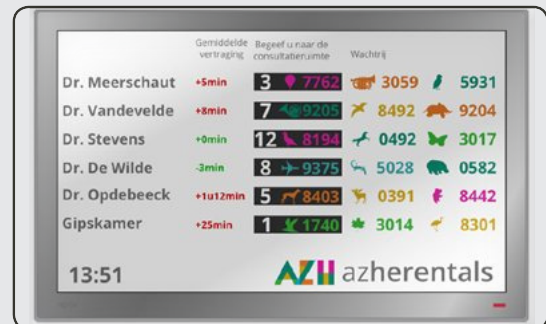 Gemiddelde vertraging Begeef u naar de consultatieruimte Wachtrij
Dr. Meerschaut +5min 3 7762 3059 5931
Dr. Vandevelde +8min 7 9205 8492 9204
Dr. Stevens +0min 12 8194 0492 3017
Dr. De Wilde -3min 8 9375 5028 0582
Dr. Opdebeeck +1u12min 5 8403 0391 8442
Gipskamer +25min 1 1740 3014 8301
13:51 AZH azherentals